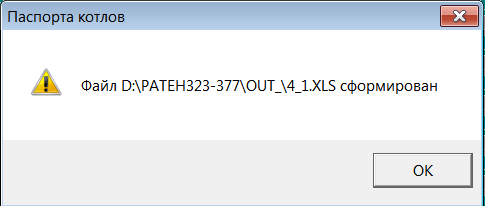 Паспорта котлов
Файл D:\PATEH323-377\OUT_\4_1.XLS сформирован
OK